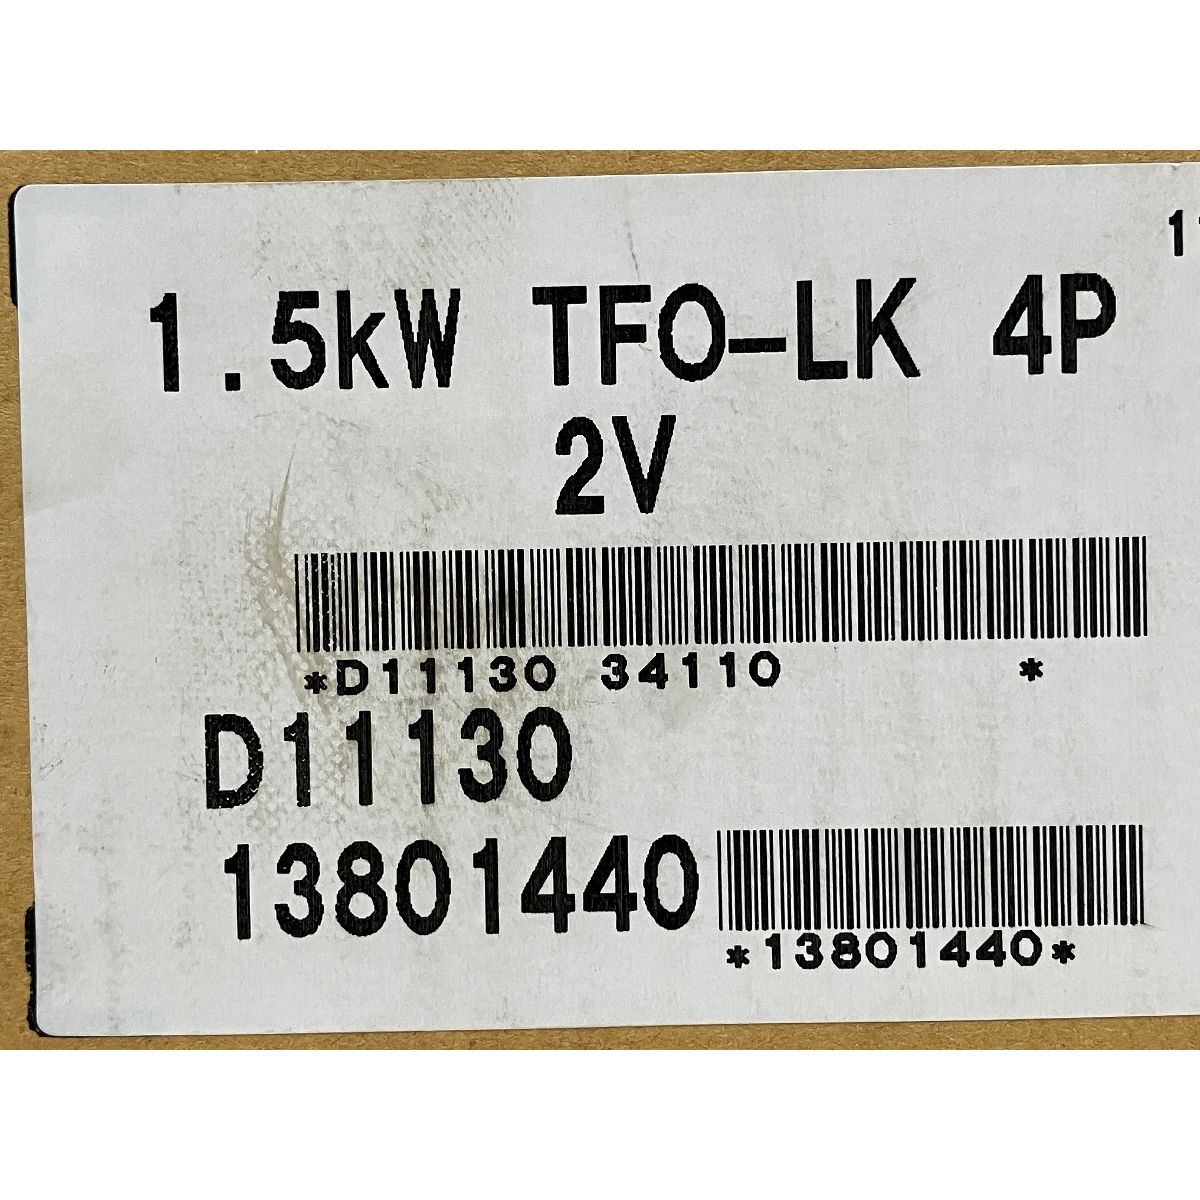 1.5kW TFO-LK 4P
2V
*D11130 34110 *
D11130
13801440
*13801440*